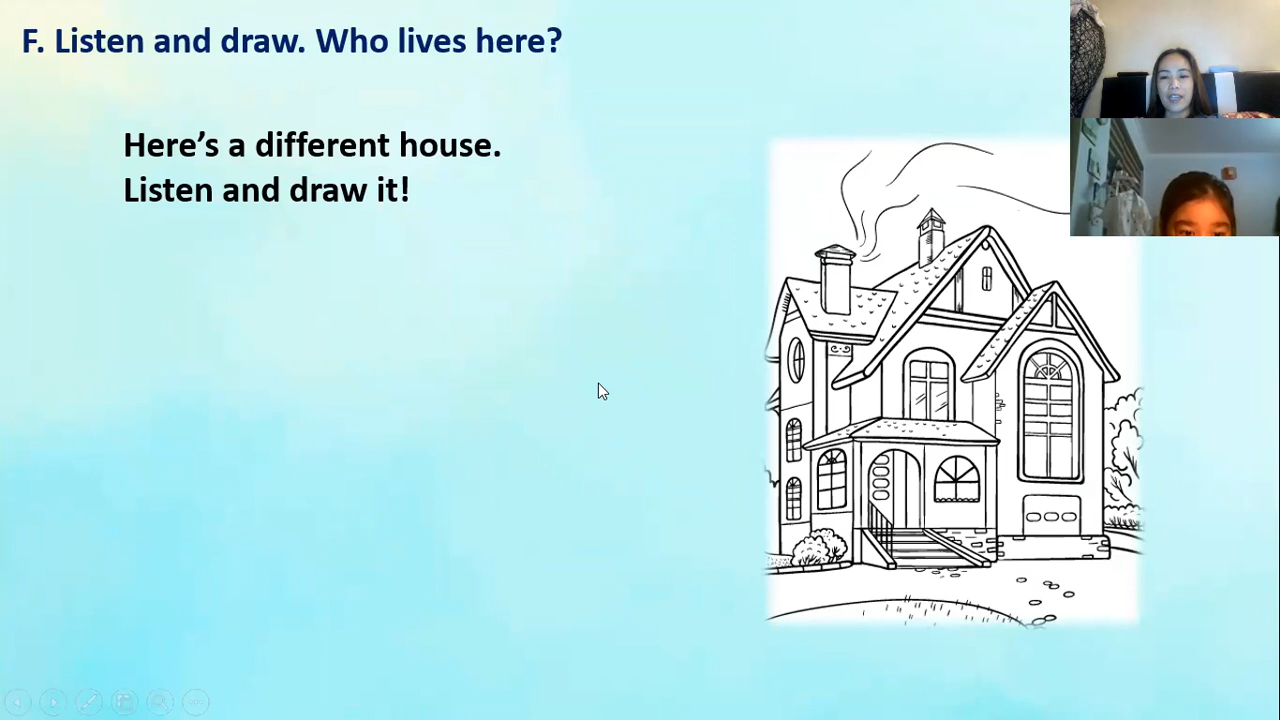 F. Listen and draw. Who lives here?
Here’s a different house.
Listen and draw it!